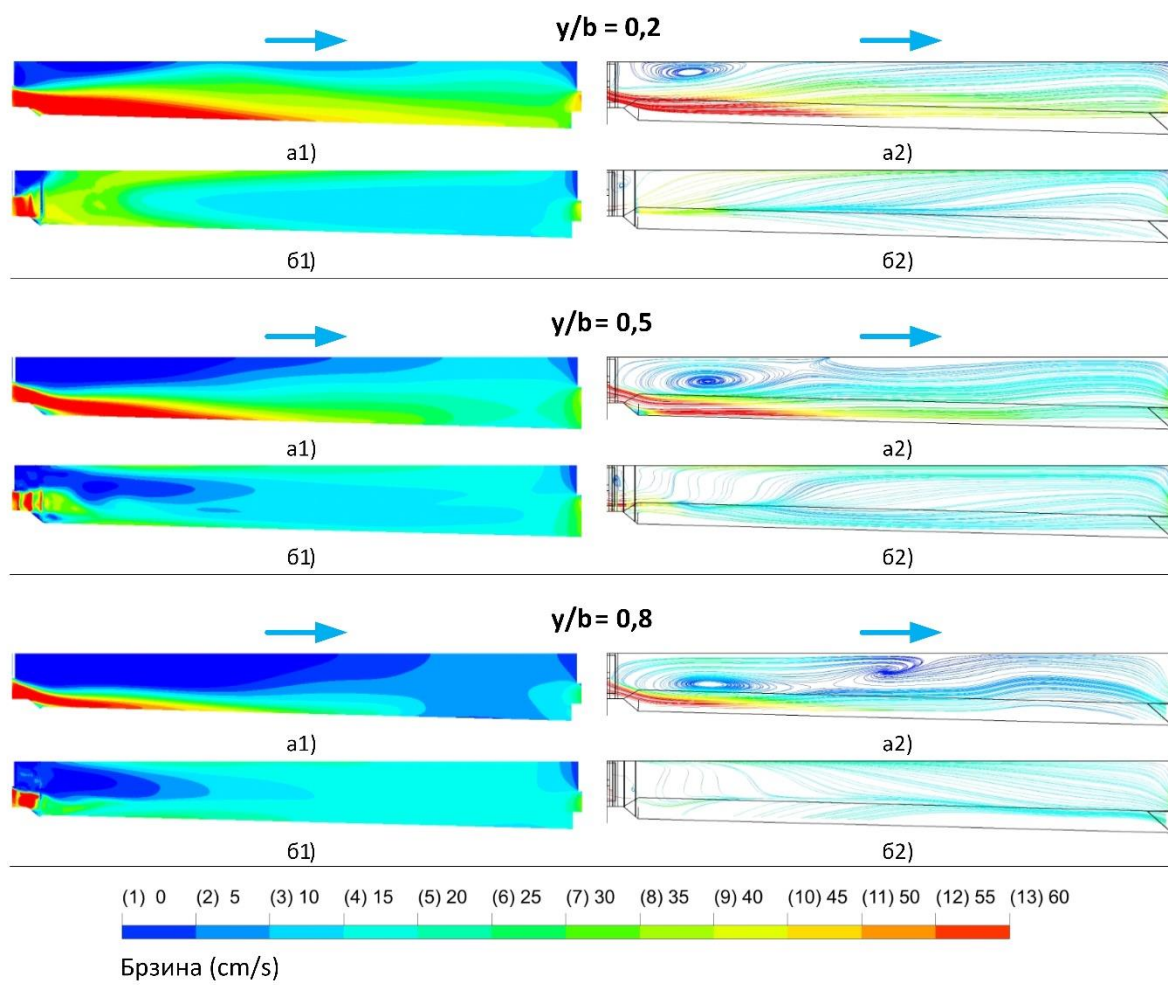 y/b = 0,2
а1) а2)
б1) б2)
y/b = 0,5
а1) а2)
б1) б2)
y/b = 0,8
а1) а2)
б1) б2)
(1) 0 (2) 5 (3) 10 (4) 15 (5) 20 (6) 25 (7) 30 (8) 35 (9) 40 (10) 45 (11) 50 (12) 55 (13) 60
Брзина (cm/s)